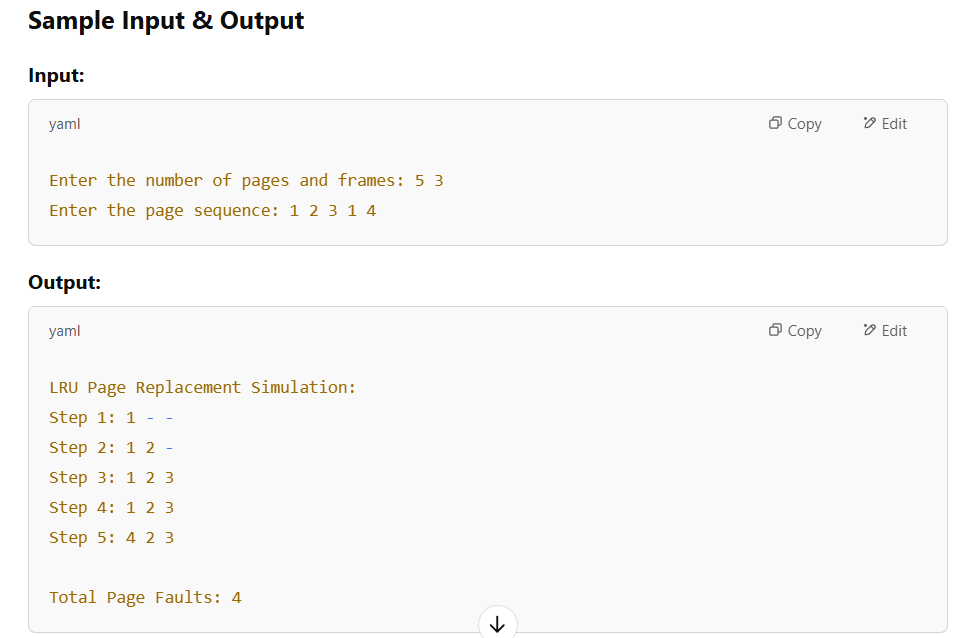 Sample Input & Output
Input:
yaml
Copy
Edit
Enter the number of pages and frames: 5 3
Enter the page sequence: 1 2 3 1 4
Output:
yaml
Copy
Edit
LRU Page Replacement Simulation:
Step 1: 1 - -
Step 2: 1 2 -
Step 3: 1 2 3
Step 4: 1 2 3
Step 5: 4 2 3
Total Page Faults: 4